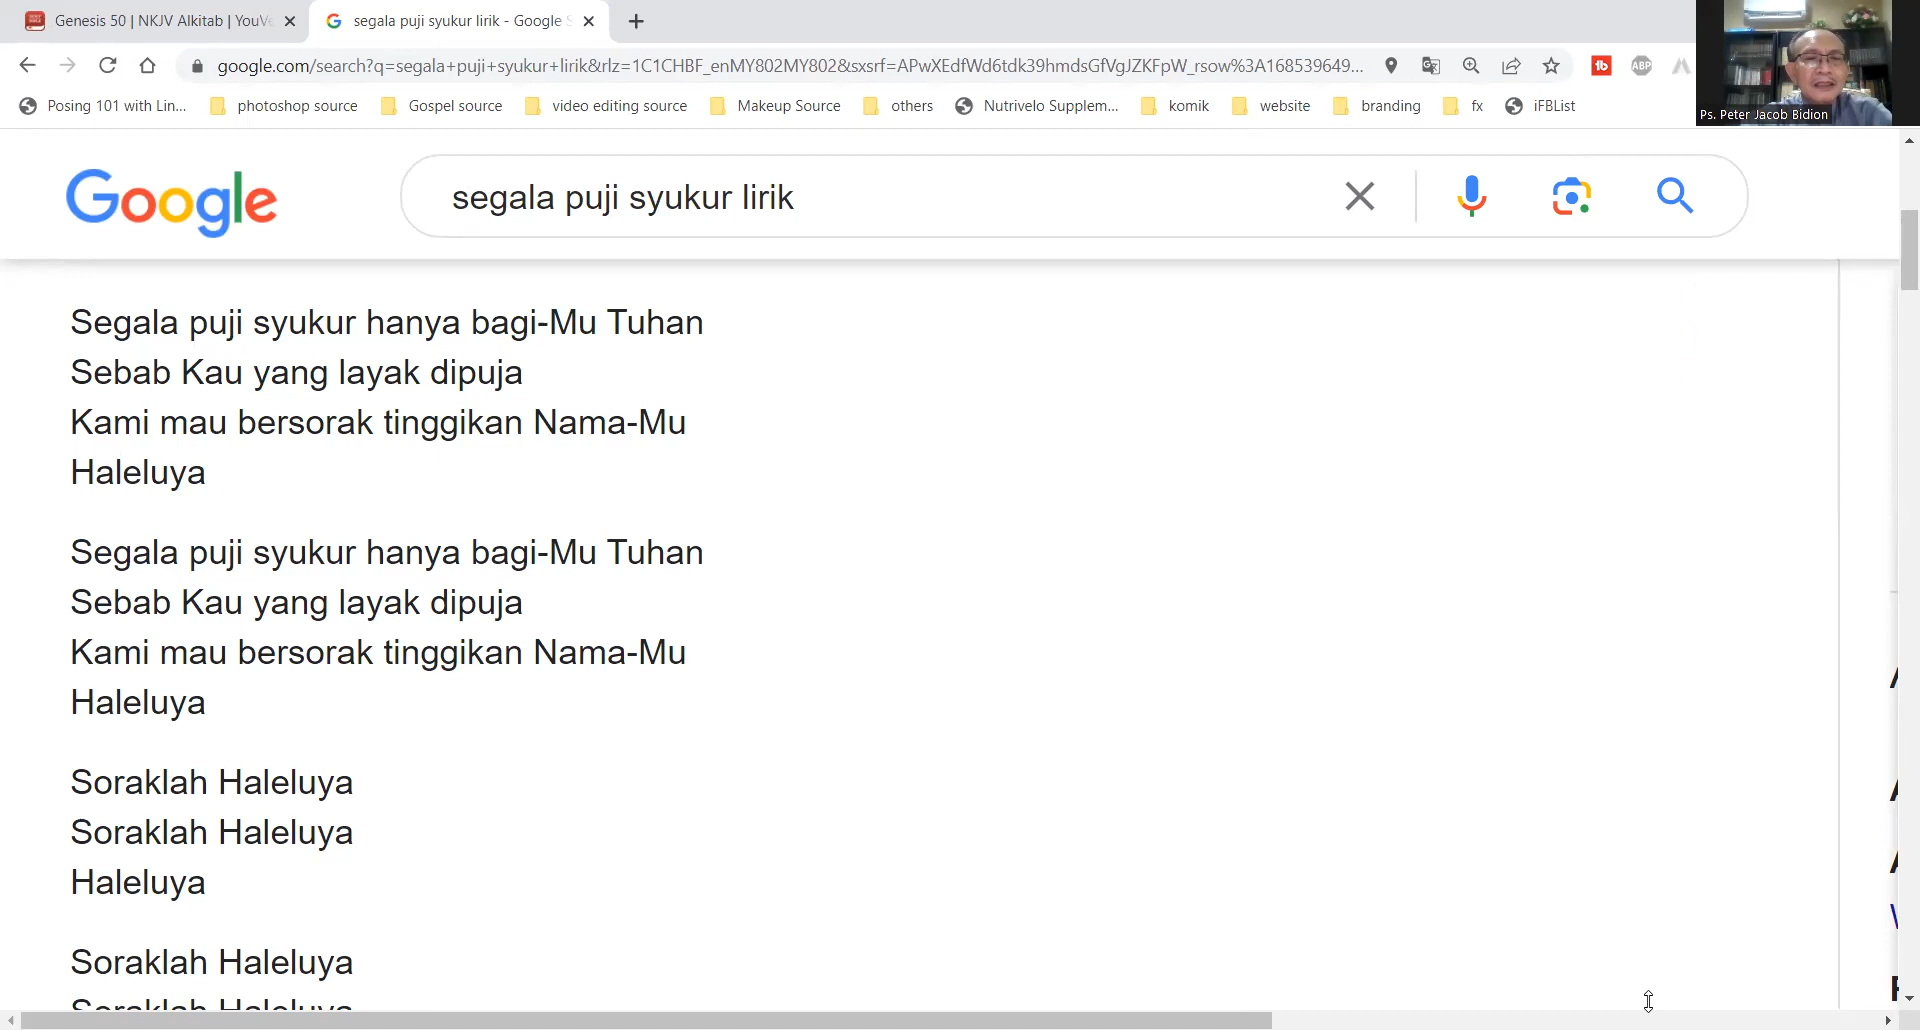 Genesis 50 | NKJV Alkitab | YouVe
segala puji syukur lirik - Google S
google.com/search?q=segala+puji+syukur+lirik&rlz=1C1CHBF_enMY802MY802&sxsrf=APwXEdfWd6tdk39hmdsGfVgJZKFpW_rsow%3A168539649...
1b
ABP
Posing 101 with Lin...
photoshop source
Gospel source
video editing source
Makeup Source
others
Nutrivelo Supplem...
komik
website
branding
fx
iFBList
Ps. Peter Jacob Bidion
Google
segala puji syukur lirik
Segala puji syukur hanya bagi-Mu Tuhan
Sebab Kau yang layak dipuja
Kami mau bersorak tinggikan Nama-Mu
Haleluya
Segala puji syukur hanya bagi-Mu Tuhan
Sebab Kau yang layak dipuja
Kami mau bersorak tinggikan Nama-Mu
Haleluya
Soraklah Haleluya
Soraklah Haleluya
Haleluya
Soraklah Haleluya
Soraklah Haleluya